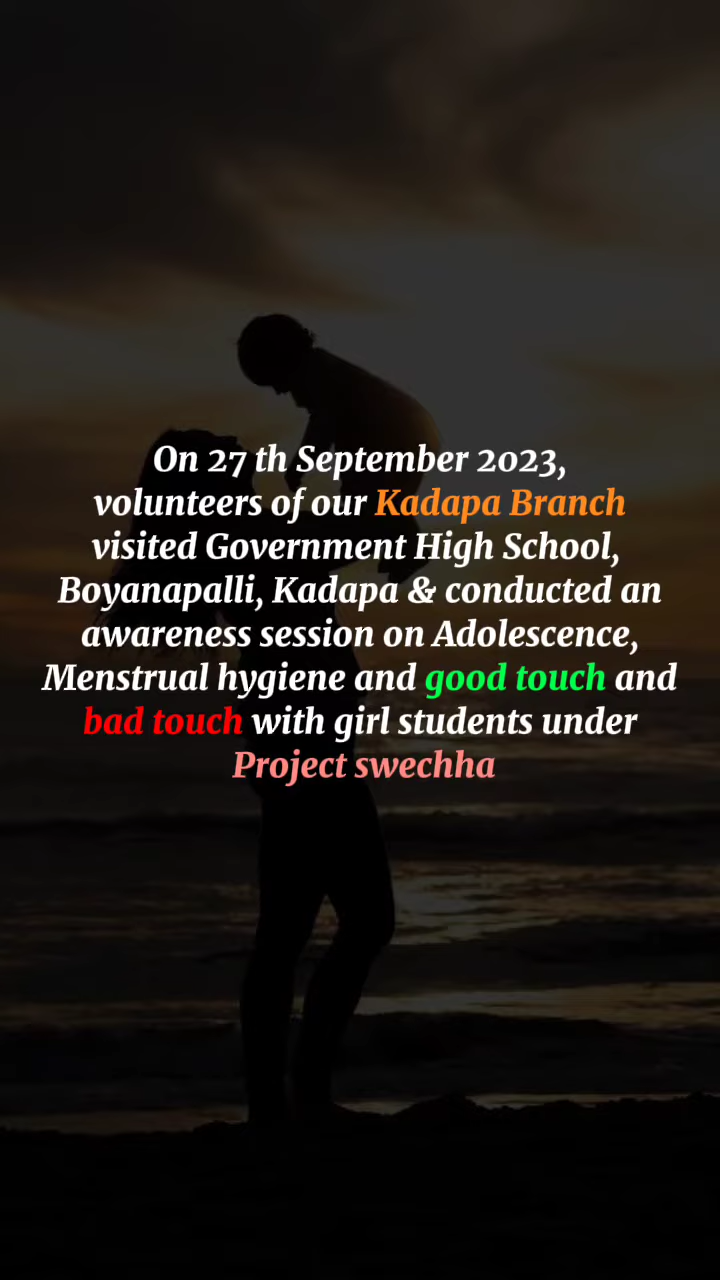 On 27 th September 2023,
volunteers of our Kadapa Branch
visited Government High School,
Boyanapalli, Kadapa & conducted an
awareness session on Adolescence,
Menstrual hygiene and good touch and
bad touch with girl students under
Project swechha